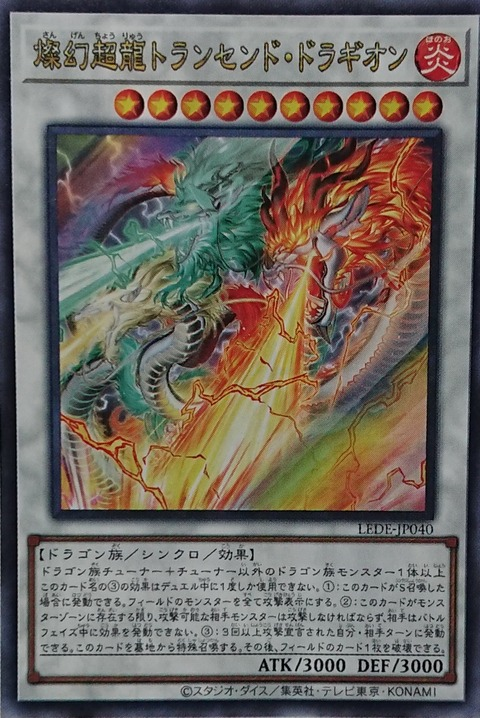 燦幻超龍トランセンド・ドラギオン 炎
LEDE-JP040
【ドラゴン族/シンクロ/効果】
ドラゴン族チューナー+チューナー以外のドラゴン族モンスター1体以上
このカード名の③の効果はデュエル中に1度しか使用できない。①:このカードがS召喚した
場合に発動できる。フィールドのモンスターを全て攻撃表示にする。②:このカードがモンス
ターゾーンに存在する限り、攻撃可能な相手モンスターは攻撃しなければならず、相手はバトル
フェイズ中に効果を発動できない。③:3回以上攻撃宣言された自分・相手ターンに発動
できる。このカードを墓地から特殊召喚する。その後、フィールドのカード1枚を破壊できる。
ATK/3000 DEF/3000
©スタジオ・ダイス/集英社・テレビ東京・KONAMI